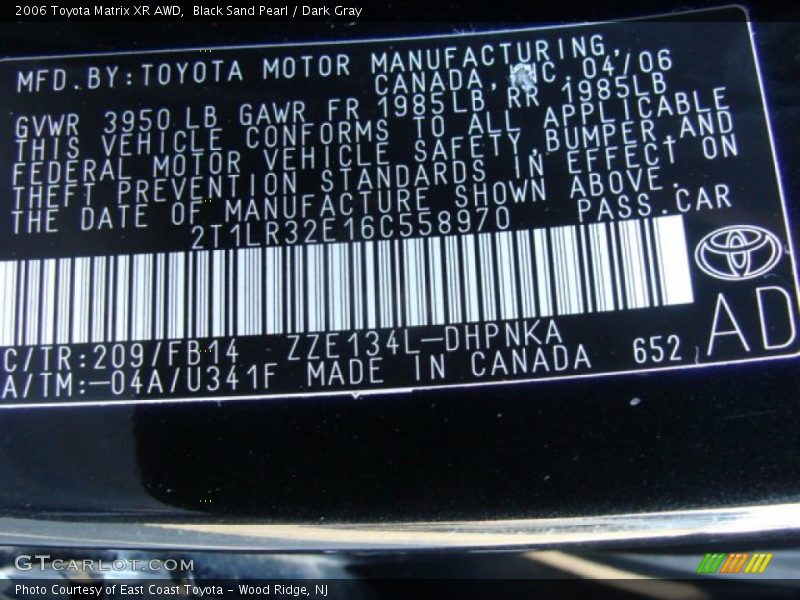 2006 Toyota Matrix XR AWD,  Black Sand Pearl / Dark Gray
MFD.BY:TOYOTA MOTOR MANUFACTURING,
CANADA, INC. 04/06
GVWR 3950LB GAWR FR 1985LB RR 1985LB
THIS VEHICLE CONFORMS TO ALL APPLICABLE
FEDERAL MOTOR VEHICLE SAFETY,BUMPER,AND
THEFT PREVENTION STANDARDS IN EFFECT ON
THE DATE OF MANUFACTURE SHOWN ABOVE.
2T1LR32E16C558970 PASS.CAR
C/TR:209/FB14 ZZE134L-DHPNKA
A/TM:-04A/U341F MADE IN CANADA 652 AD
GTCARLOT.COM
Photo Courtesy of East Coast Toyota - Wood Ridge, NJ